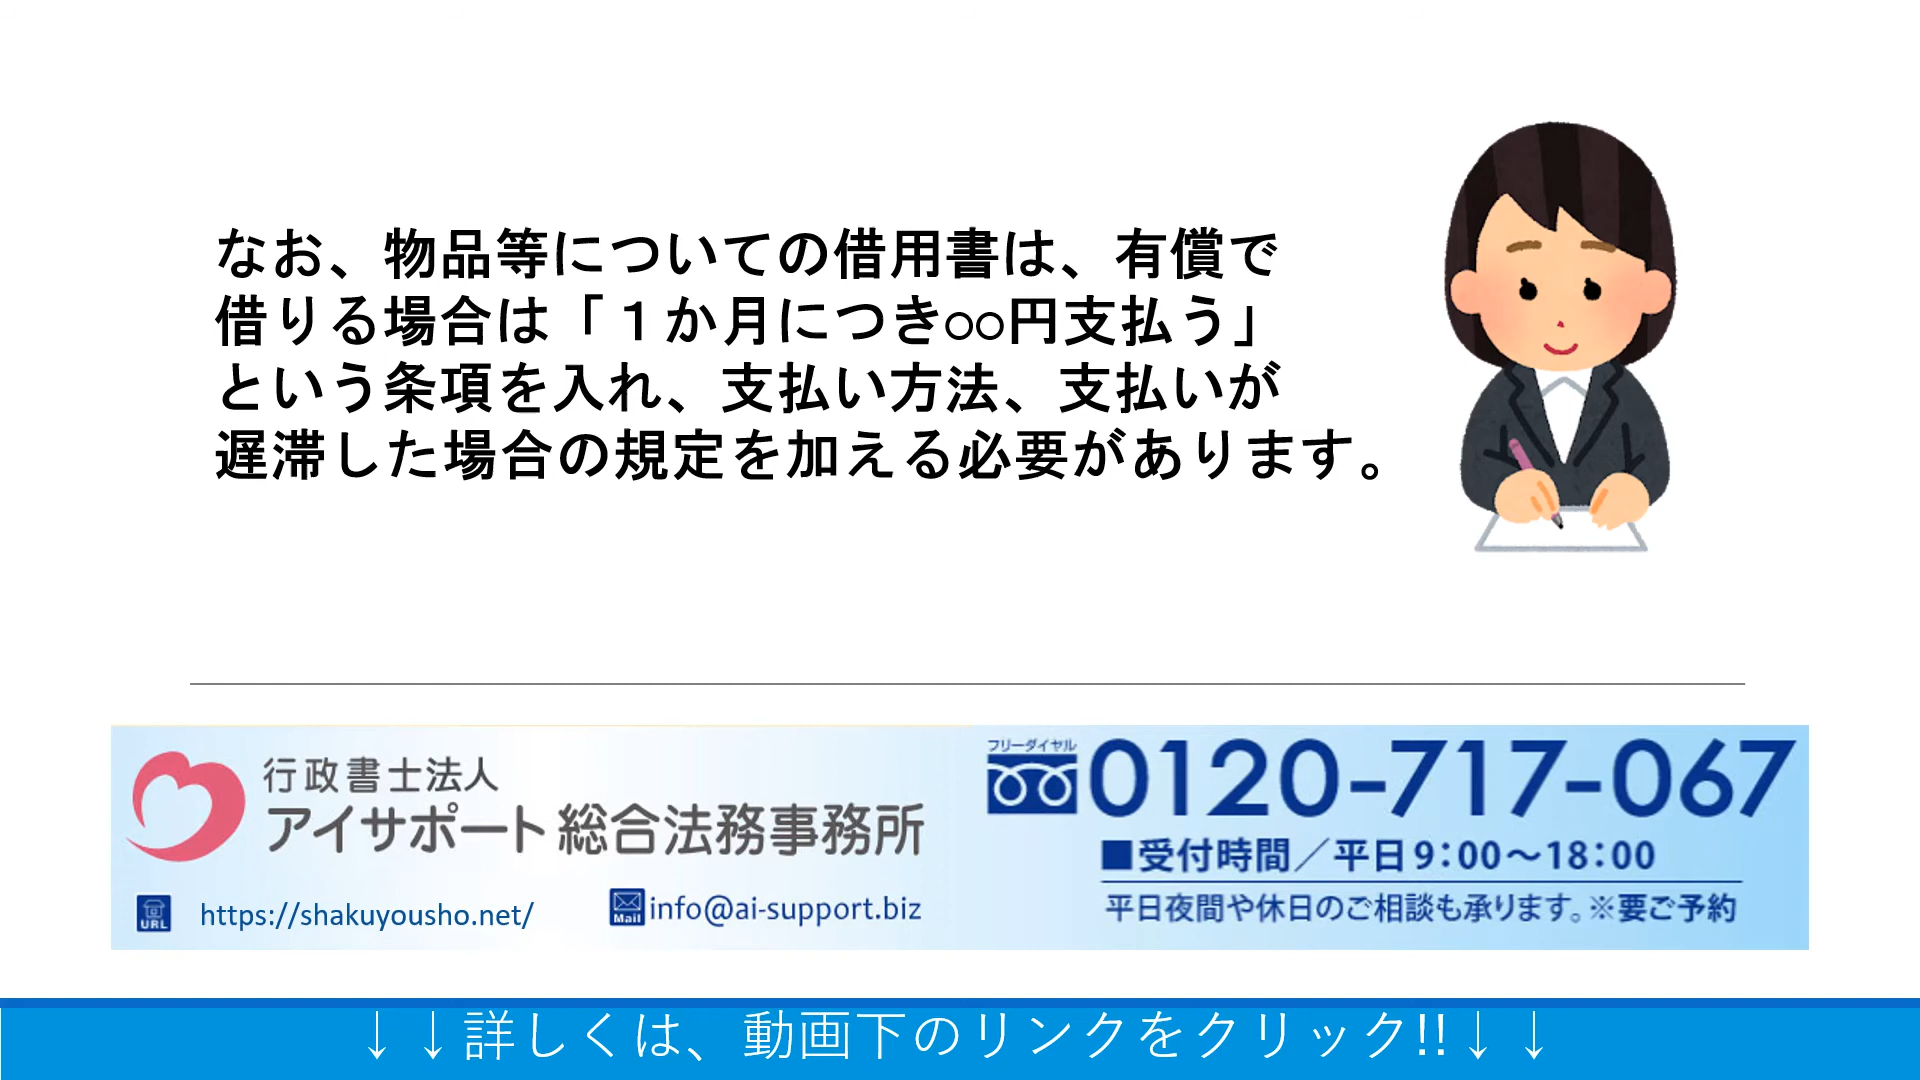 なお、物品等についての借用書は、有償で
借りる場合は「１か月につき○○円支払う」
という条項を入れ、支払い方法、支払いが
遅滞した場合の規定を加える必要があります。
行政書士法人
アイサポート総合法務事務所
URL https://shakuyousho.net/
Mail info@ai-support.biz
フリーダイヤル
0120-717-067
■受付時間／平日9:00～18:00
平日夜間や休日のご相談も承ります。※要ご予約
↓↓詳しくは、動画下のリンクをクリック!!↓↓